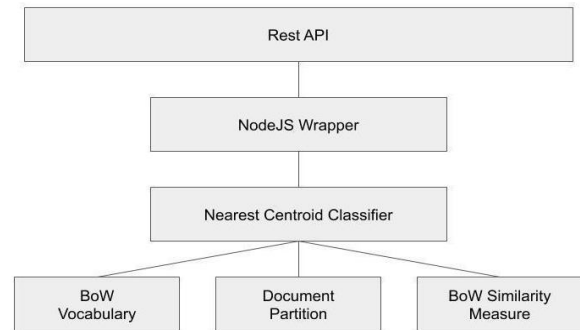 Rest API
NodeJS Wrapper
Nearest Centroid Classifier
BoW
Vocabulary
Document
Partition
BoW Similarity
Measure